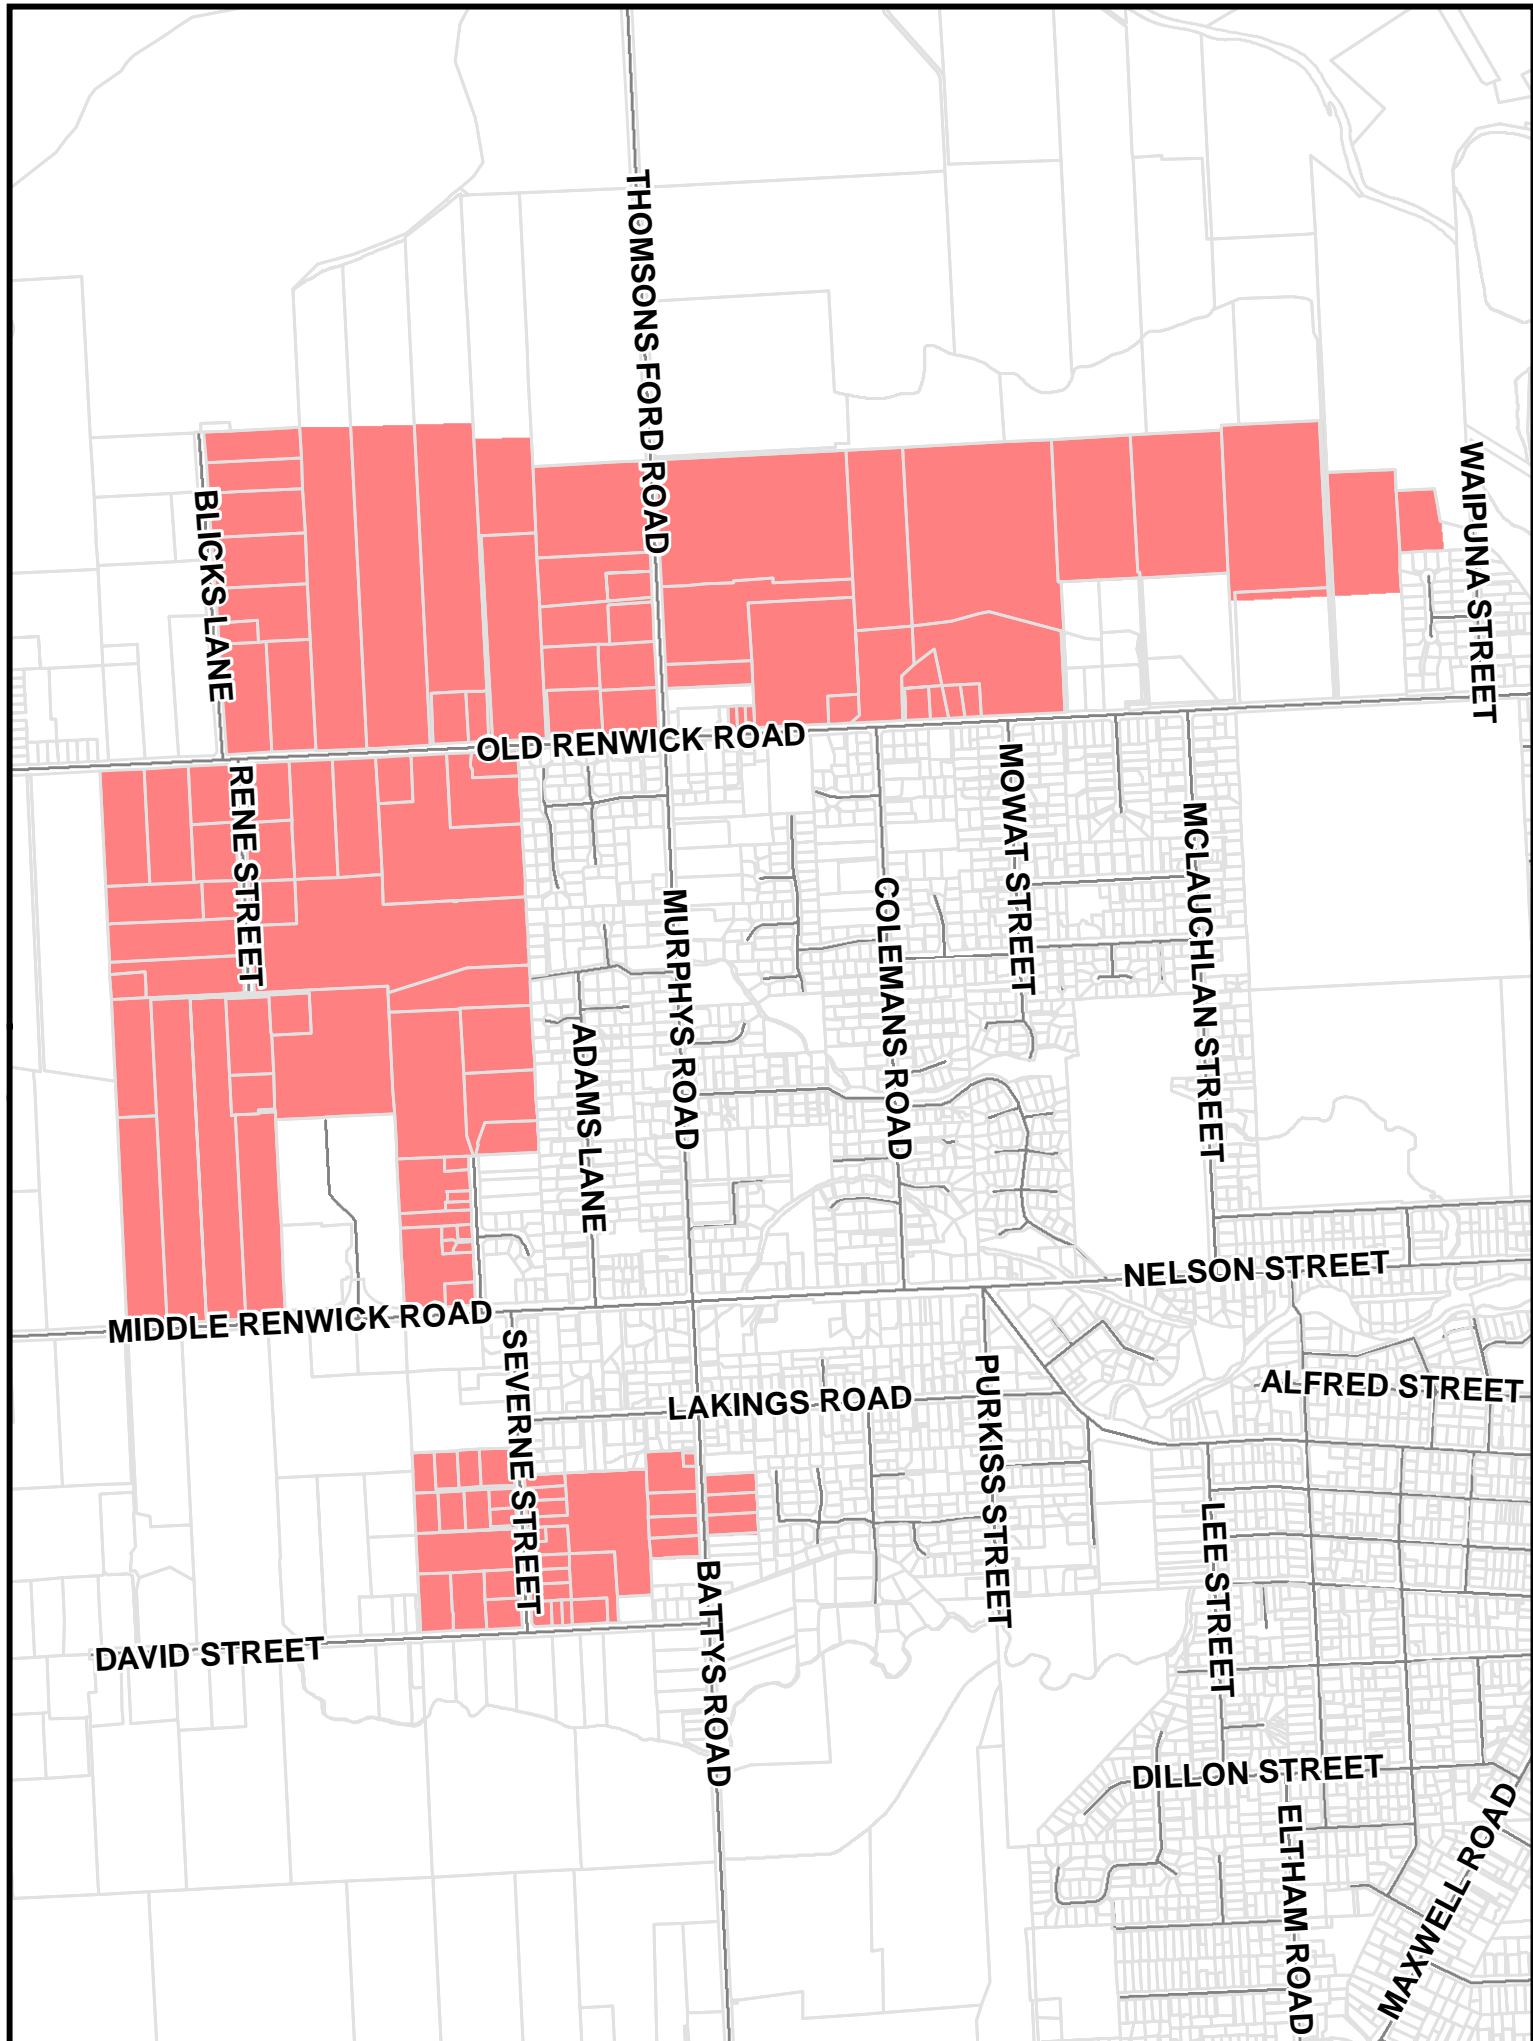 THOMSONS FORD ROAD
WAIPUNA STREET
BLICKS LANE
OLD RENWICK ROAD
RENE STREET
MOWAT STREET
MCLAUCHLAN STREET
MURPHYS ROAD
COLEMANS ROAD
ADAMS LANE
NELSON STREET
MIDDLE RENWICK ROAD
SEVERNE STREET
PURKISS STREET
ALFRED STREET
LAKINGS ROAD
LEE STREET
BATTYS ROAD
DAVID STREET
DILLON STREET
ELTHAM ROAD
MAXWELL ROAD